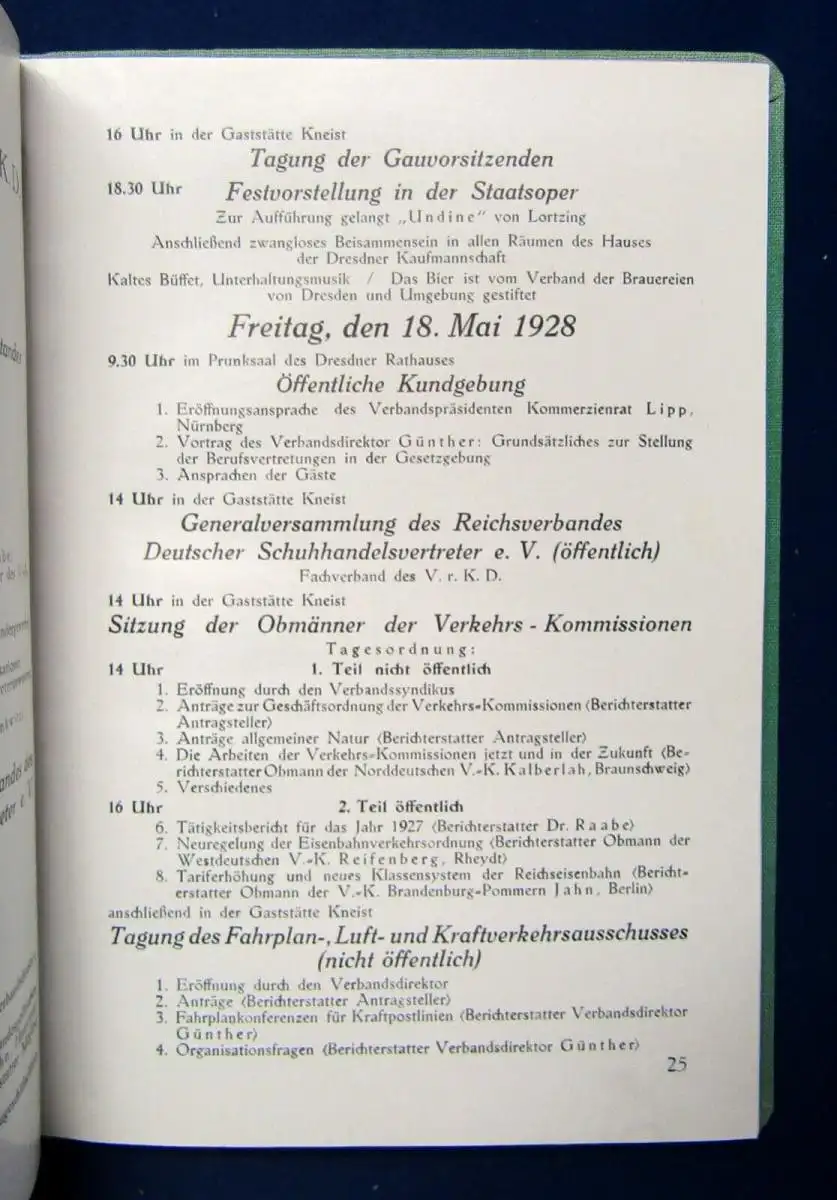 16 Uhr in der Gaststätte Kneist
Tagung der Gauvorsitzenden
18.30 Uhr Festvorstellung in der Staatsoper
Zur Aufführung gelangt „Undine“ von Lortzing
Anschließend zwangloses Beisammensein in allen Räumen des Hauses
der Dresdner Kaufmannschaft
Kaltes Büffet, Unterhaltungsmusik / Das Bier ist vom Verband der Brauereien
von Dresden und Umgebung gestiftet
Freitag, den 18. Mai 1928
9.30 Uhr im Prunksaal des Dresdner Rathauses
Öffentliche Kundgebung
1. Eröffnungsansprache des Verbandspräsidenten Kommerzienrat Lipp,
Nürnberg
2. Vortrag des Verbandsdirektor Günther: Grundsätzliches zur Stellung
der Berufsvertretungen in der Gesetzgebung
3. Ansprachen der Gäste
14 Uhr in der Gaststätte Kneist
Generalversammlung des Reichsverbandes
Deutscher Schuhhandelsvertreter e. V. (öffentlich)
Fachverband des V. r. K. D.
14 Uhr in der Gaststätte Kneist
Sitzung der Obmänner der Verkehrs-Kommissionen
Tagesordnung:
14 Uhr 1. Teil nicht öffentlich
1. Eröffnung durch den Verbandssyndikus
2. Anträge zur Geschäftsordnung der Verkehrs-Kommissionen (Berichterstatter
Antragsteller)
3. Anträge allgemeiner Natur (Berichterstatter Antragsteller)
4. Die Arbeiten der Verkehrs-Kommissionen jetzt und in der Zukunft (Be-
richterstatter Obmann der Norddeutschen V.-K. Kalberlah, Braunschweig)
5. Verschiedenes
16 Uhr 2. Teil öffentlich
6. Tätigkeitsbericht für das Jahr 1927 (Berichterstatter Dr. Raabe)
7. Neuregelung der Eisenbahnverkehrsordnung (Berichterstatter Obmann der
Westdeutschen V.-K. Reifenberg, Rheydt)
8. Tariferhöhung und neues Klassensystem der Reichseisenbahn (Bericht-
erstatter Obmann der V.-K. Brandenburg-Pommern Jahn, Berlin)
anschließend in der Gaststätte Kneist
Tagung des Fahrplan-, Luft- und Kraftverkehrsausschusses
(nicht öffentlich)
1. Eröffnung durch den Verbandsdirektor
2. Anträge (Berichterstatter Antragsteller)
3. Fahrplankonferenzen für Kraftpostlinien (Berichterstatter Verbandsdirektor
Günther)
4. Organisationsfragen (Berichterstatter Verbandsdirektor Günther)
25